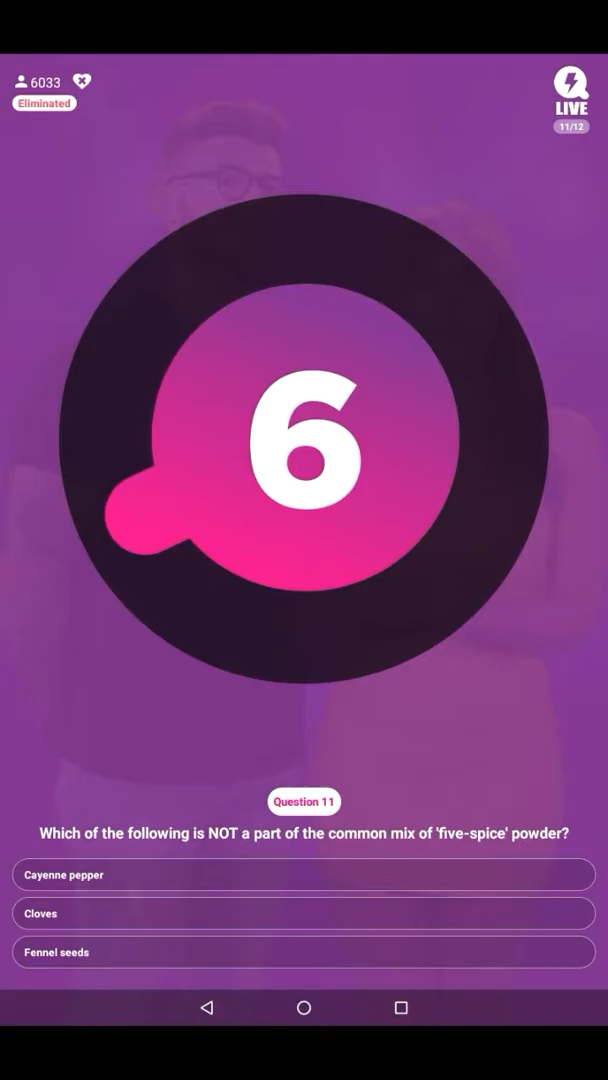 6033
Eliminated
LIVE
11/12
6
Question 11
Which of the following is NOT a part of the common mix of 'five-spice' powder?
Cayenne pepper
Cloves
Fennel seeds